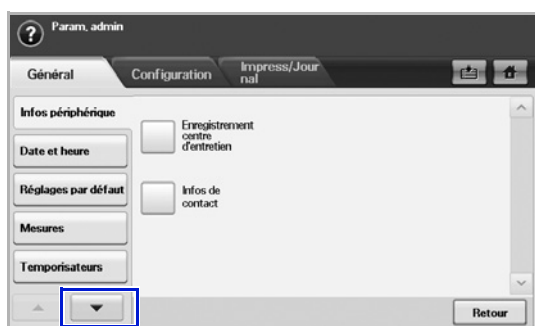 Param, admin
Général
Configuration
Impress/Jour
nal
Infos périphérique
Date et heure
Réglages par défaut
Mesures
Temporisateurs
Enregistrement
centre
d'entretien
Infos de
contact
Retour